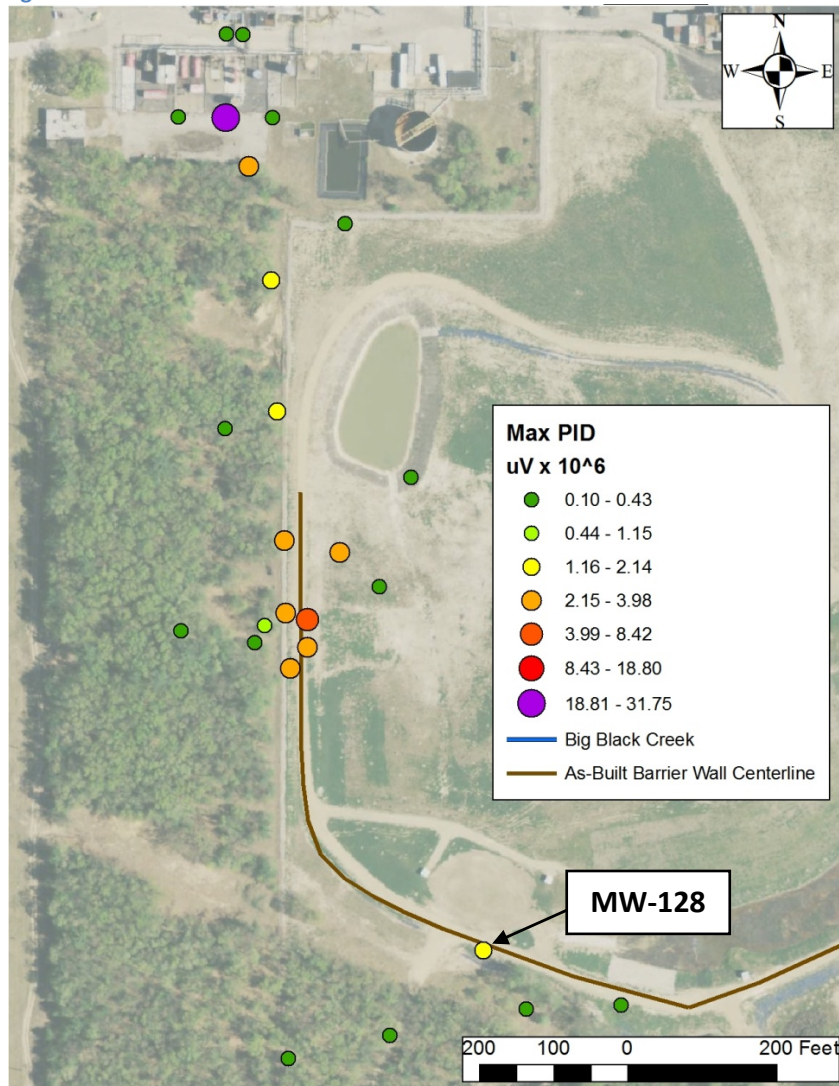 N
W E
S
Max PID
uV x 10^6
0.10 - 0.43
0.44 - 1.15
1.16 - 2.14
2.15 - 3.98
3.99 - 8.42
8.43 - 18.80
18.81 - 31.75
Big Black Creek
As-Built Barrier Wall Centerline
MW-128
200 100 0 200 Feet